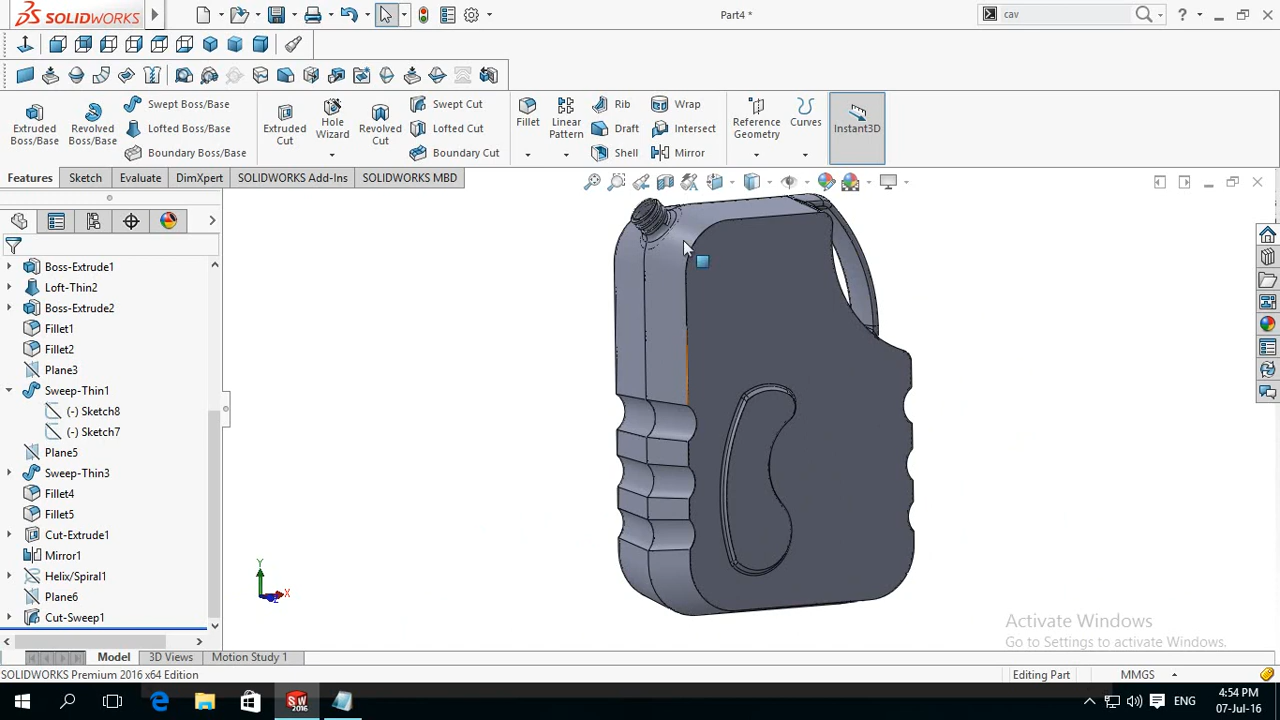 SOLIDWORKS
Part4 *
cav
?
Extruded Boss/Base
Revolved Boss/Base
Swept Boss/Base
Lofted Boss/Base
Boundary Boss/Base
Extruded Cut
Hole Wizard
Revolved Cut
Swept Cut
Lofted Cut
Boundary Cut
Fillet
Linear Pattern
Rib
Draft
Shell
Wrap
Intersect
Mirror
Reference Geometry
Curves
Instant3D
Features
Sketch
Evaluate
DimXpert
SOLIDWORKS Add-Ins
SOLIDWORKS MBD
Boss-Extrude1
Loft-Thin2
Boss-Extrude2
Fillet1
Fillet2
Plane3
Sweep-Thin1
(-) Sketch8
(-) Sketch7
Plane5
Sweep-Thin3
Fillet4
Fillet5
Cut-Extrude1
Mirror1
Helix/Spiral1
Plane6
Cut-Sweep1
Y
X
Z
Activate Windows
Go to Settings to activate Windows.
Model
3D Views
Motion Study 1
SOLIDWORKS Premium 2016 x64 Edition
Editing Part
MMGS
SW 2016
ENG
4:54 PM
07-Jul-16